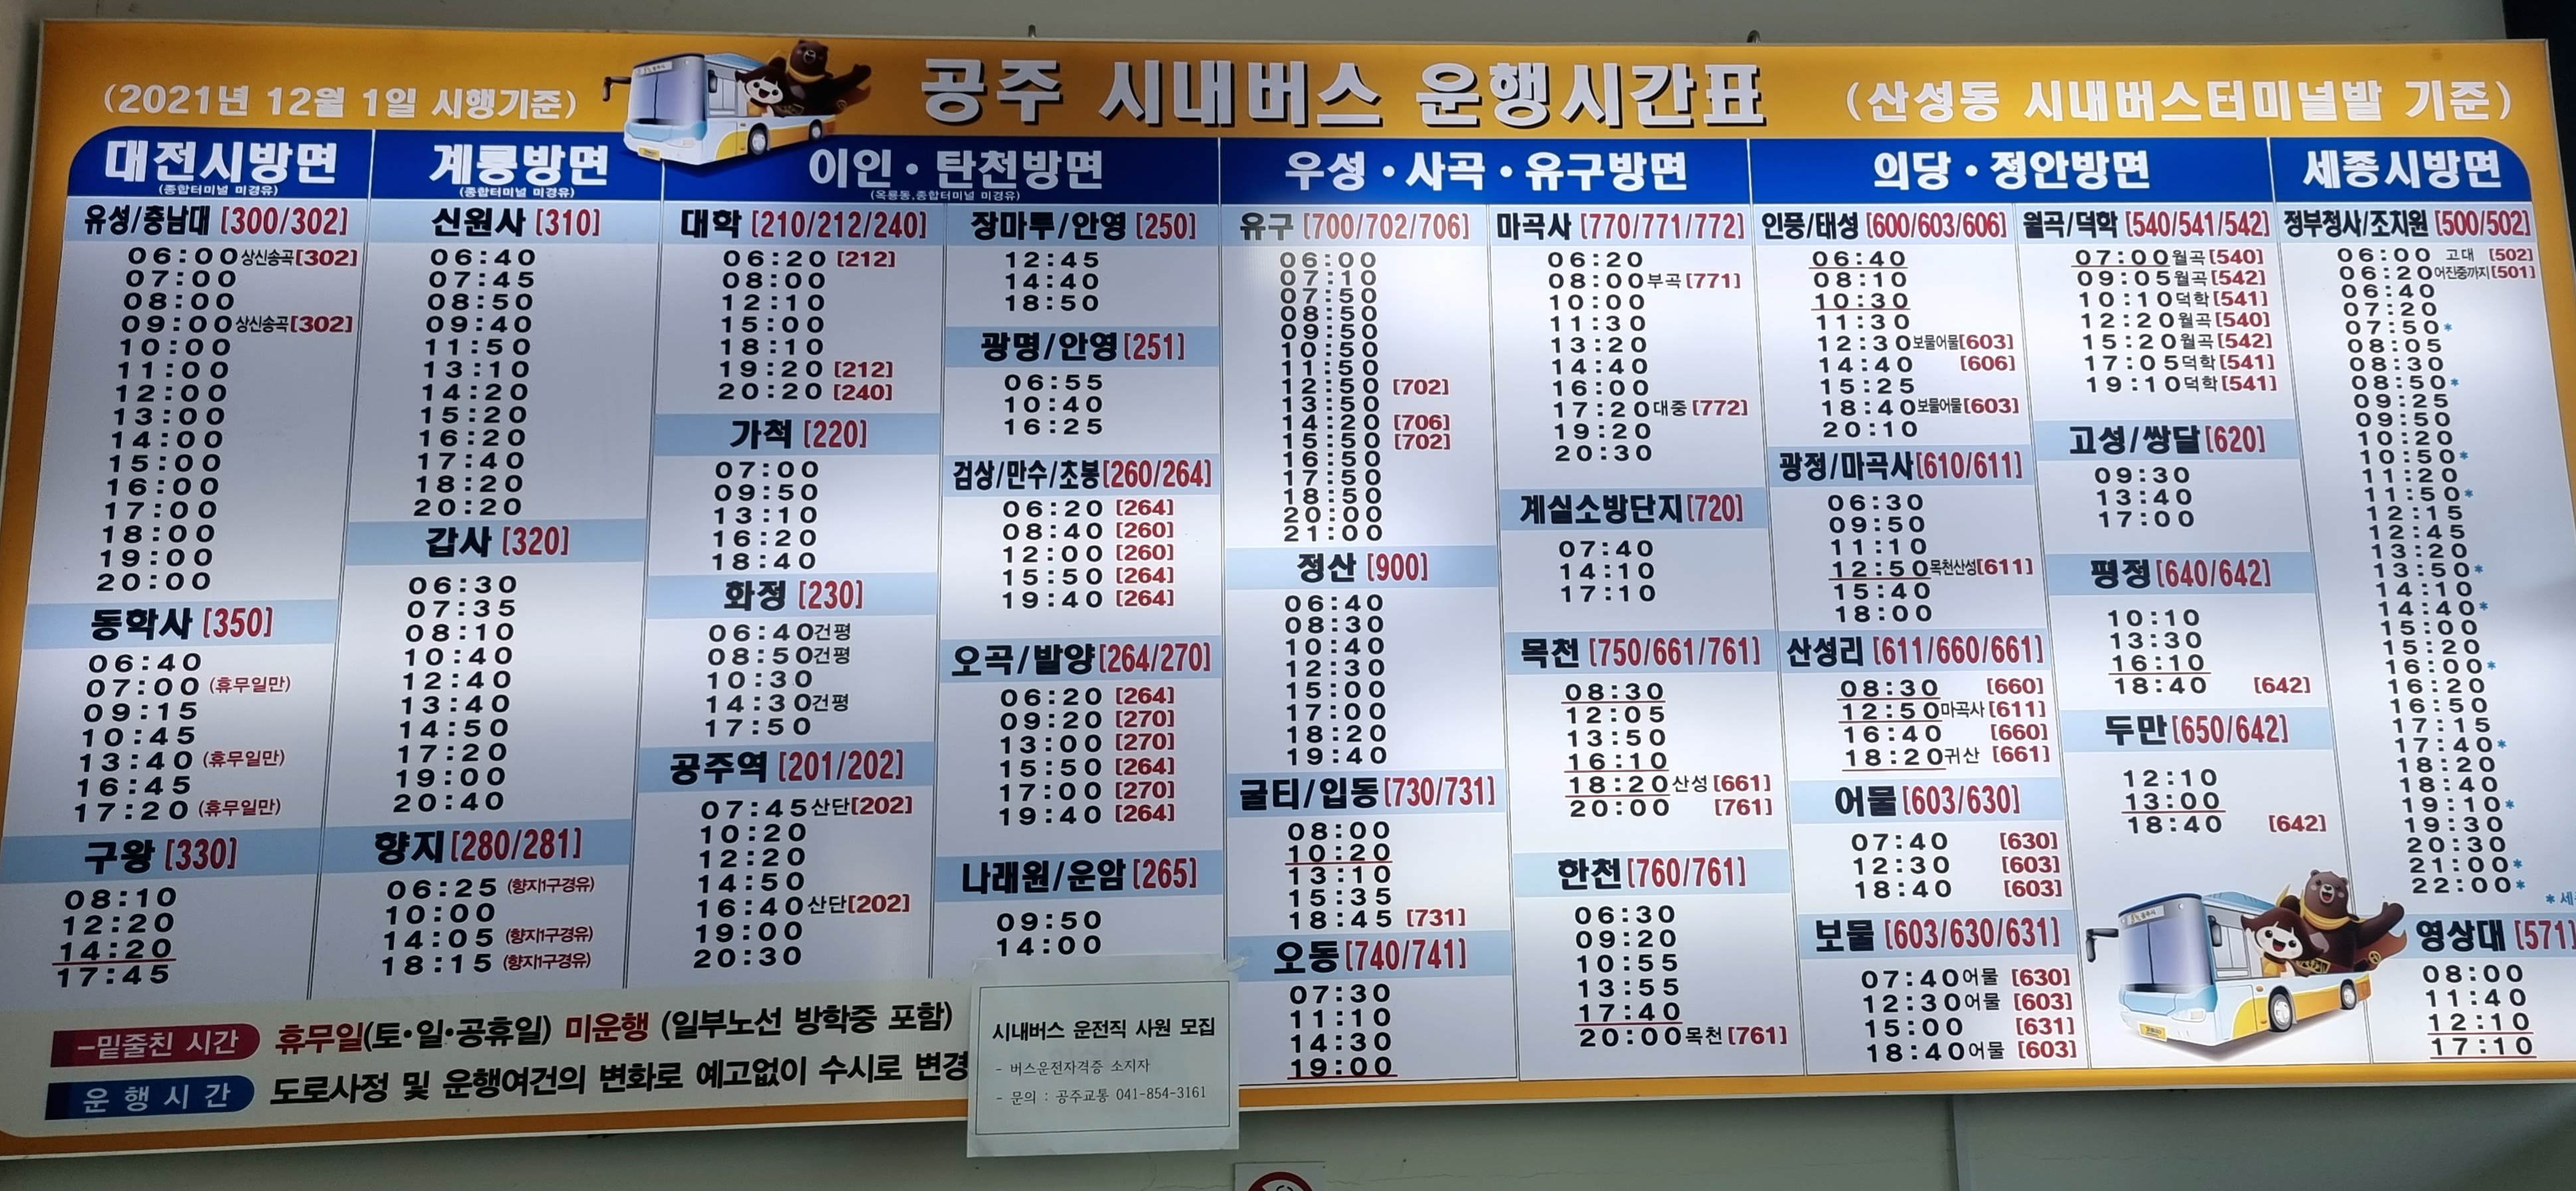 (2021년 12월 1일 시행기준)
공주 시내버스 운행시간표
(산성동 시내버스터미널발 기준)
대전시방면
(종합터미널 미경유)
유성/충남대 [300/302]
06:00 상신송곡 [302]
07:00
08:00
09:00 상신송곡 [302]
10:00
11:00
12:00
13:00
14:00
15:00
16:00
17:00
18:00
19:00
20:00
동학사 [350]
06:40
07:00 (휴무일만)
09:15
10:45
13:40 (휴무일만)
16:45
17:20 (휴무일만)
구왕 [330]
08:10
12:20
14:20
17:45
계룡방면
(종합터미널 미경유)
신원사 [310]
06:40
07:45
08:50
09:40
11:50
13:10
14:20
15:20
16:20
17:40
18:20
20:20
갑사 [320]
06:30
07:35
08:10
10:40
12:40
13:40
14:50
17:20
19:00
20:40
향지 [280/281]
06:25 (향지1구경유)
10:00
14:05 (향지1구경유)
18:15 (향지1구경유)
이인·탄천방면
(옥룡동,종합터미널 미경유)
대학 [210/212/240]
06:20 [212]
08:00
12:10
15:00
18:10
19:20 [212]
20:20 [240]
가척 [220]
07:00
09:50
13:10
16:20
18:40
화정 [230]
06:40 건평
08:50 건평
10:30
14:30 건평
17:50
공주역 [201/202]
07:45 산단 [202]
10:20
12:20
14:50
16:40 산단 [202]
19:00
20:30
장마루/안영 [250]
12:45
14:40
18:50
광명/안영 [251]
06:55
10:40
16:25
검상/만수/초봉 [260/264]
06:20 [264]
08:40 [260]
12:00 [260]
15:50 [264]
19:40 [264]
오곡/발양 [264/270]
06:20 [264]
09:20 [270]
13:00 [270]
15:50 [264]
17:00 [270]
19:40 [264]
나래원/운암 [265]
09:50
14:00
우성·사곡·유구방면
유구 [700/702/706]
06:00
07:10
07:50
08:50
09:50
10:50
11:50
12:50 [702]
13:50
14:20 [706]
15:50 [702]
16:50
17:50
18:50
20:00
21:00
정산 [900]
06:40
08:30
10:40
12:30
15:00
17:00
18:20
19:40
굴티/입동 [730/731]
08:00
10:20
13:10
15:35
18:45 [731]
오동 [740/741]
07:30
11:10
14:30
19:00
마곡사 [770/771/772]
06:20
08:00 부곡 [771]
10:00
11:30
13:20
14:40
16:00
17:20 대중 [772]
19:20
20:30
계실소방단지 [720]
07:40
14:10
17:10
목천 [750/661/761]
08:30
12:05
13:50
16:10
18:20 산성 [661]
20:00 [761]
한천 [760/761]
06:30
09:20
10:55
13:55
17:40
20:00 목천 [761]
의당·정안방면
인풍/태성 [600/603/606]
06:40
08:10
10:30
11:30
12:30 보물어물 [603]
14:40 [606]
15:25
18:40 보물어물 [603]
20:10
광정/마곡사 [610/611]
06:30
09:50
11:10
12:50 목천산성 [611]
15:40
18:00
산성리 [611/660/661]
08:30 [660]
12:50 마곡사 [611]
16:40 [660]
18:20 귀산 [661]
어물 [603/630]
07:40 [630]
12:30 [603]
18:40 [603]
보물 [603/630/631]
07:40 어물 [630]
12:30 어물 [603]
15:00 [631]
18:40 어물 [603]
월곡/덕학 [540/541/542]
07:00 월곡 [540]
09:05 월곡 [542]
10:10 덕학 [541]
12:20 월곡 [540]
15:20 월곡 [542]
17:05 덕학 [541]
19:10 덕학 [541]
고성/쌍달 [620]
09:30
13:40
17:00
평정 [640/642]
10:10
13:30
16:10
18:40 [642]
두만 [650/642]
12:10
13:00
18:40 [642]
세종시방면
정부청사/조치원 [500/502]
06:00 고대 [502]
06:20 어진중까지 [501]
06:40
07:20
07:50*
08:05
08:30
08:50*
09:25
09:50
10:20
10:50*
11:20
11:50*
12:15
12:45
13:20
13:50*
14:10
14:40*
15:00
15:20
16:00*
16:20
16:50
17:15
17:40*
18:20
18:40
19:10*
19:30
20:30
21:00*
22:00*
영상대 [571]
08:00
11:40
12:10
17:10
-밑줄친 시간 휴무일(토·일·공휴일) 미운행 (일부노선 방학중 포함)
운행시간 도로사정 및 운행여건의 변화로 예고없이 수시로 변경
시내버스 운전직 사원 모집
- 버스운전자격증 소지자
- 문의 : 공주교통 041-854-3161